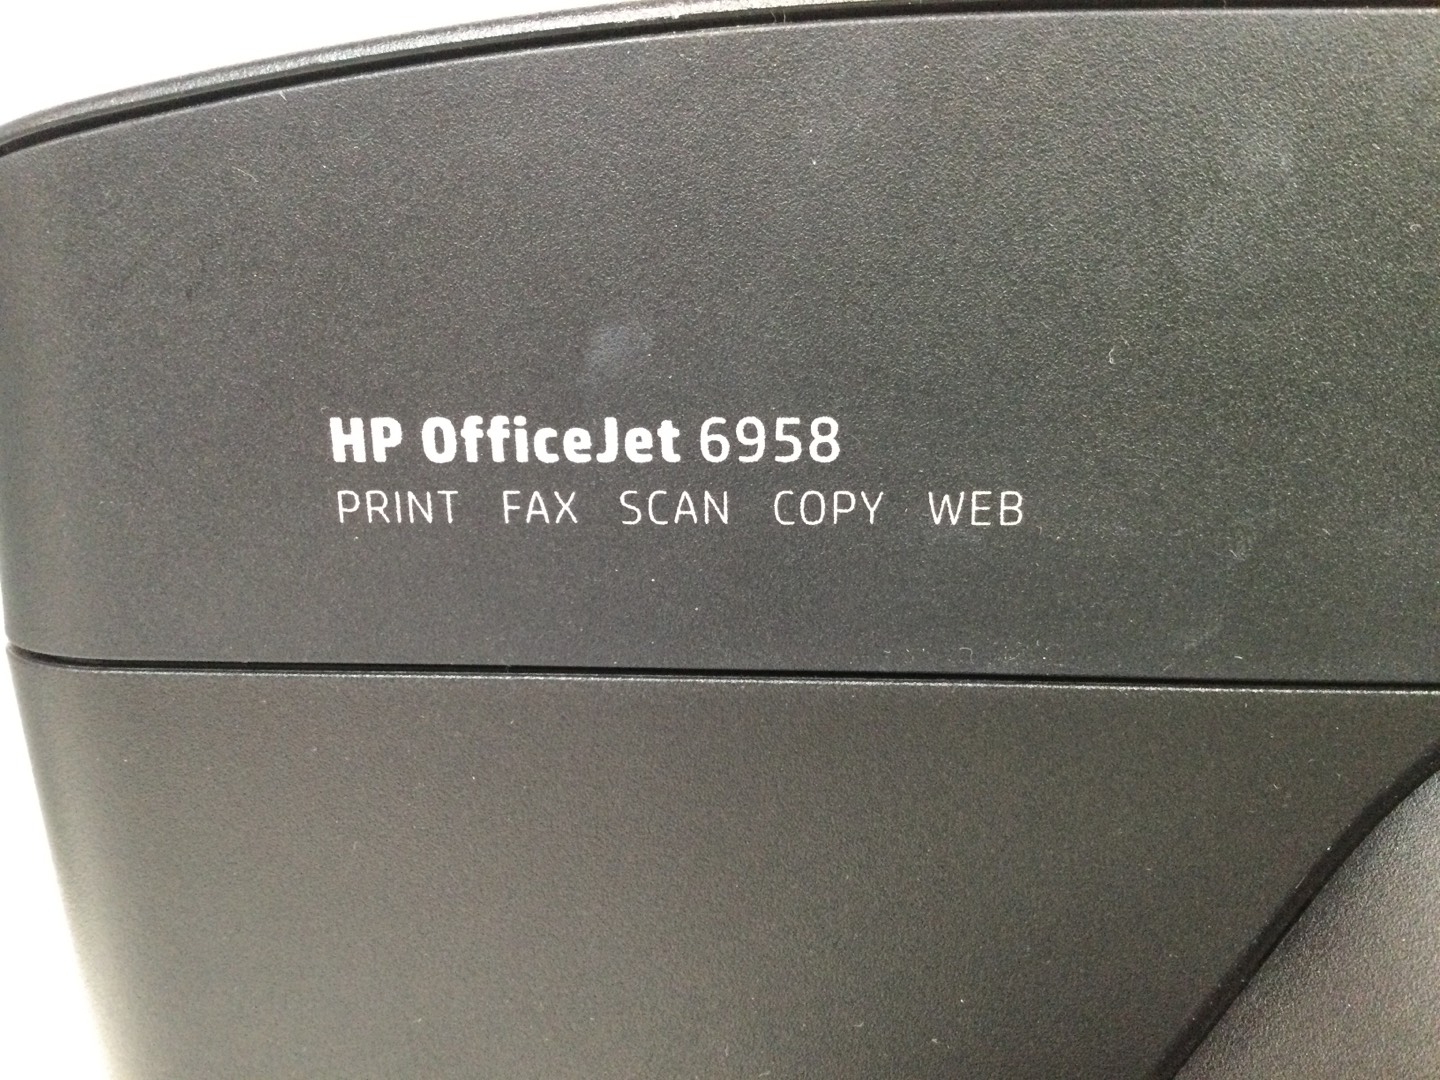 HP OfficeJet 6958
PRINT FAX SCAN COPY WEB